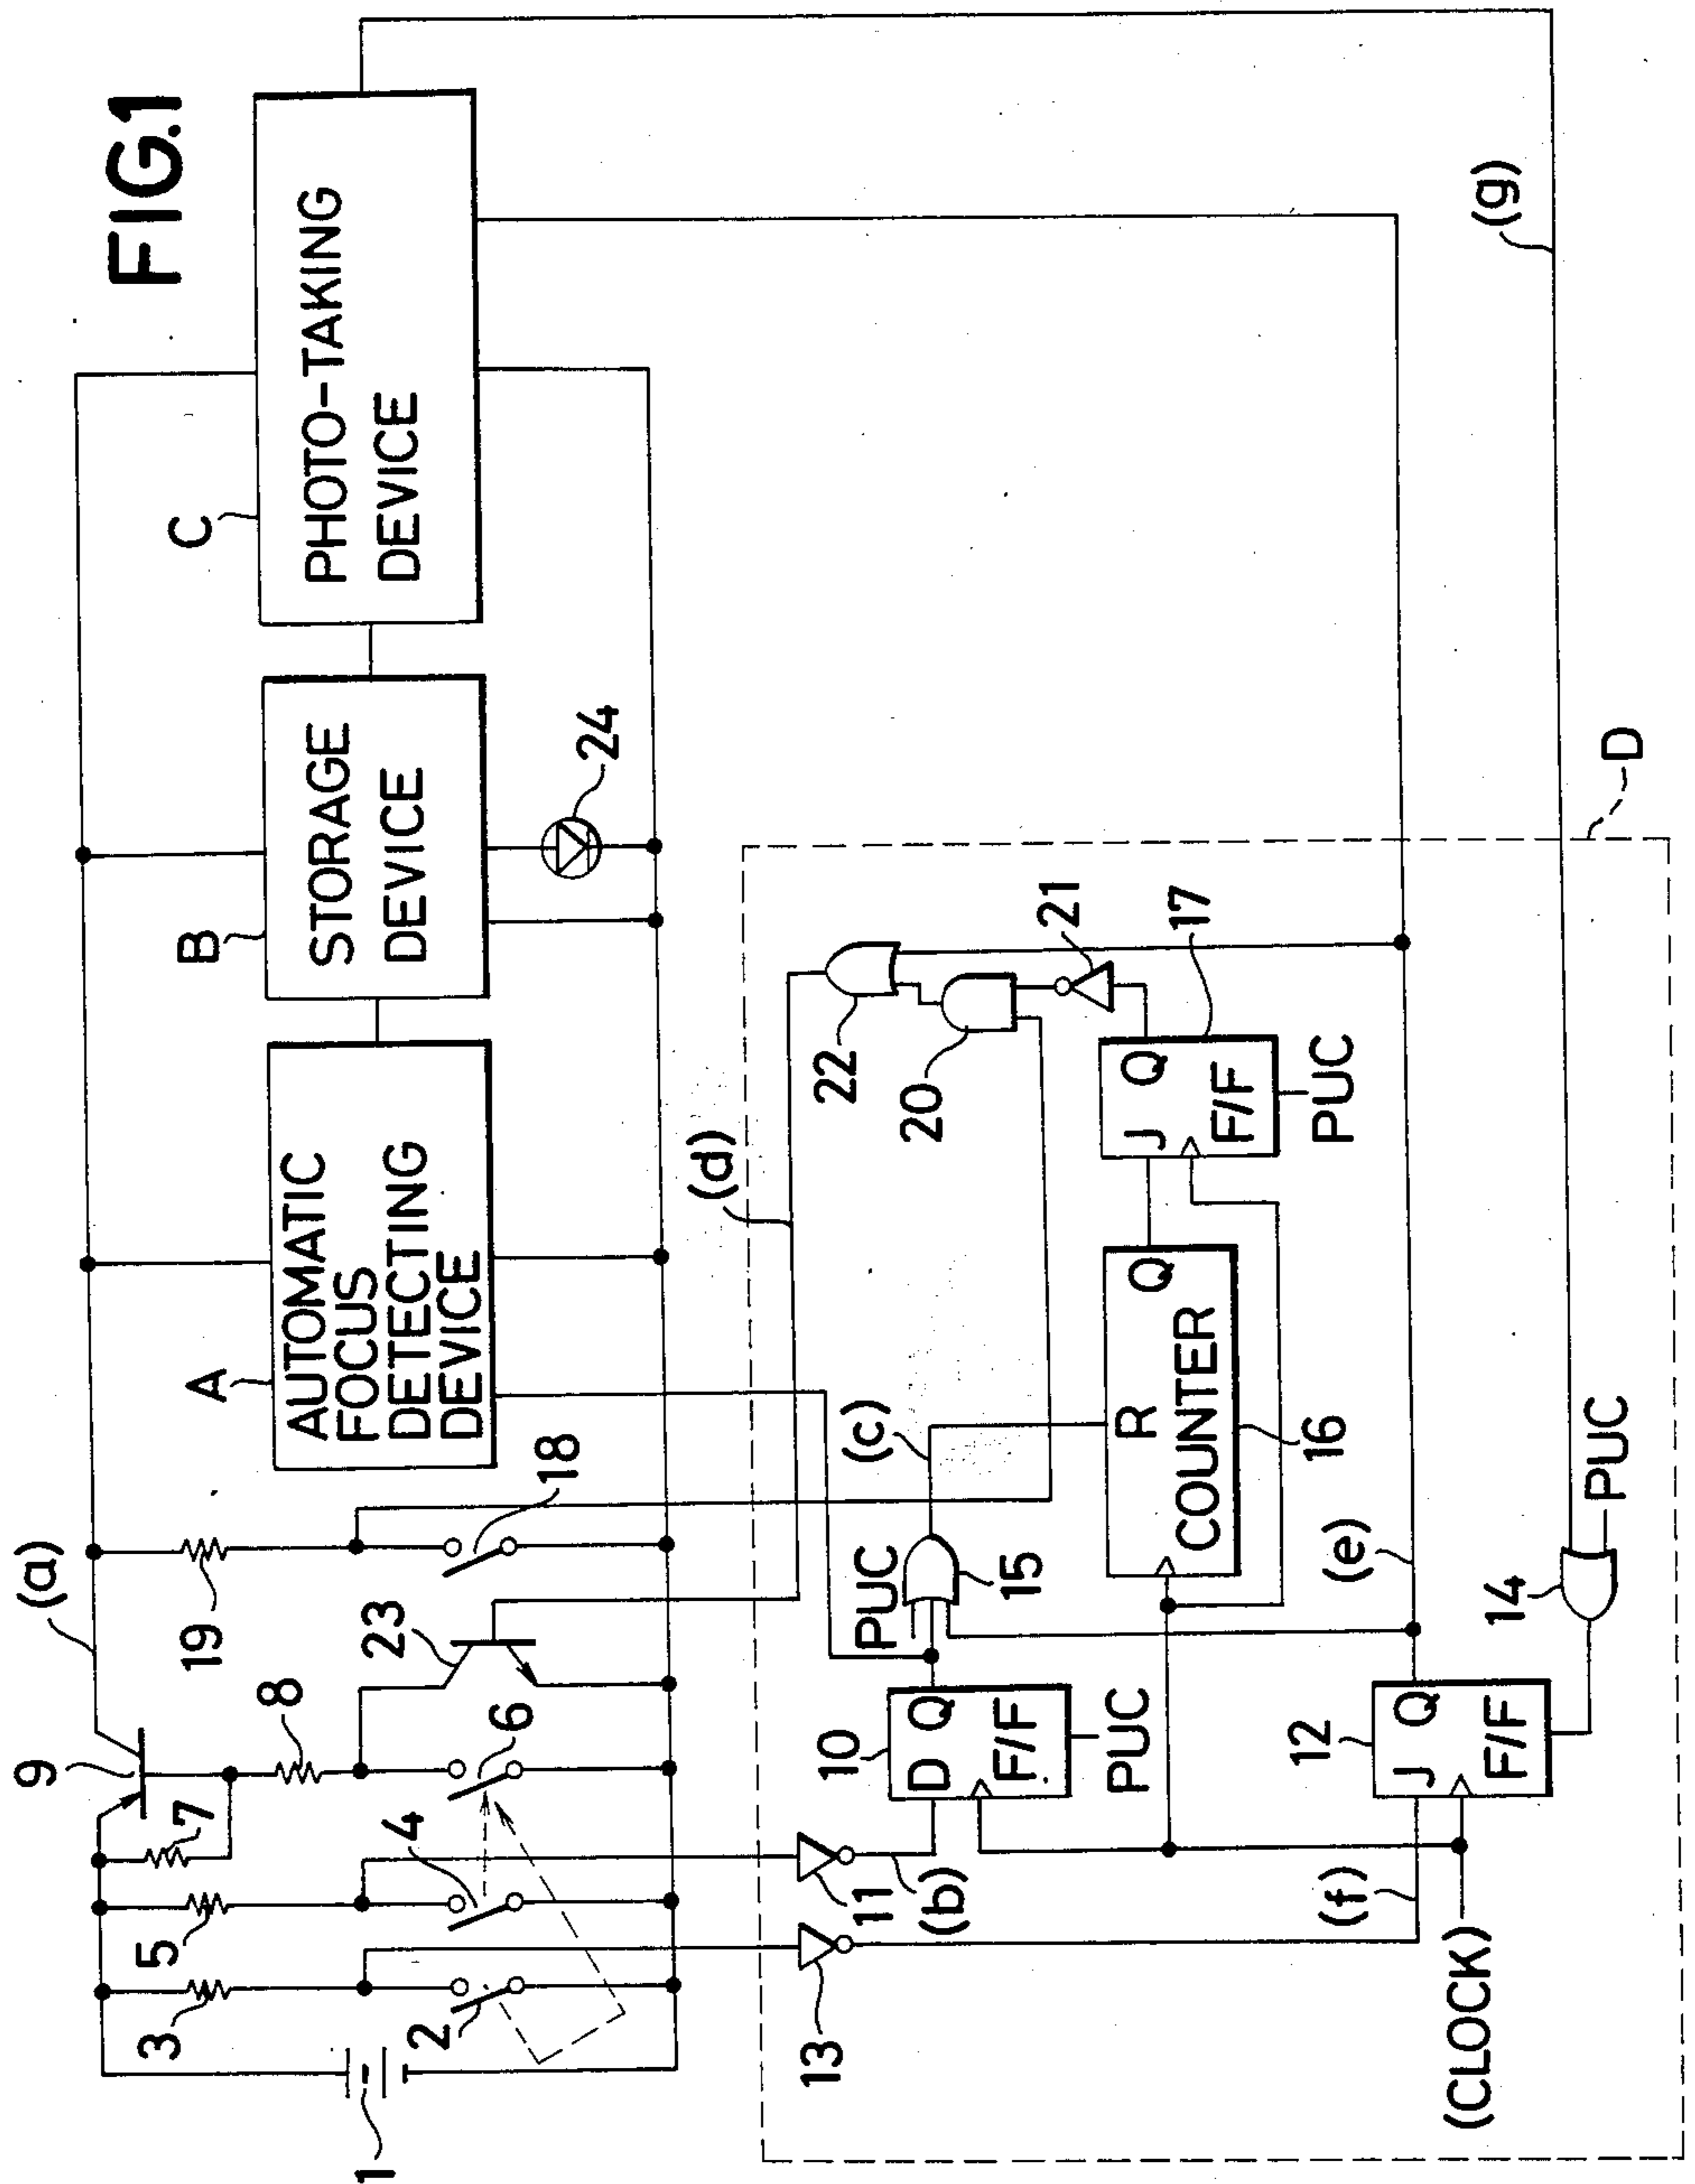 FIG.1
(a)
9
19
8
7
5
3
1
2
4
6
23
18
A
AUTOMATIC
FOCUS
DETECTING
DEVICE
B
STORAGE
DEVICE
24
C
PHOTO-TAKING
DEVICE
(d)
D
(g)
13
11
(b)
10
D Q
F/F
PUC
PUC
15
(c)
R
Q
COUNTER
16
22
20
21
17
J Q
F/F
PUC
(f)
(CLOCK)
12
J Q
F/F
(e)
14
PUC